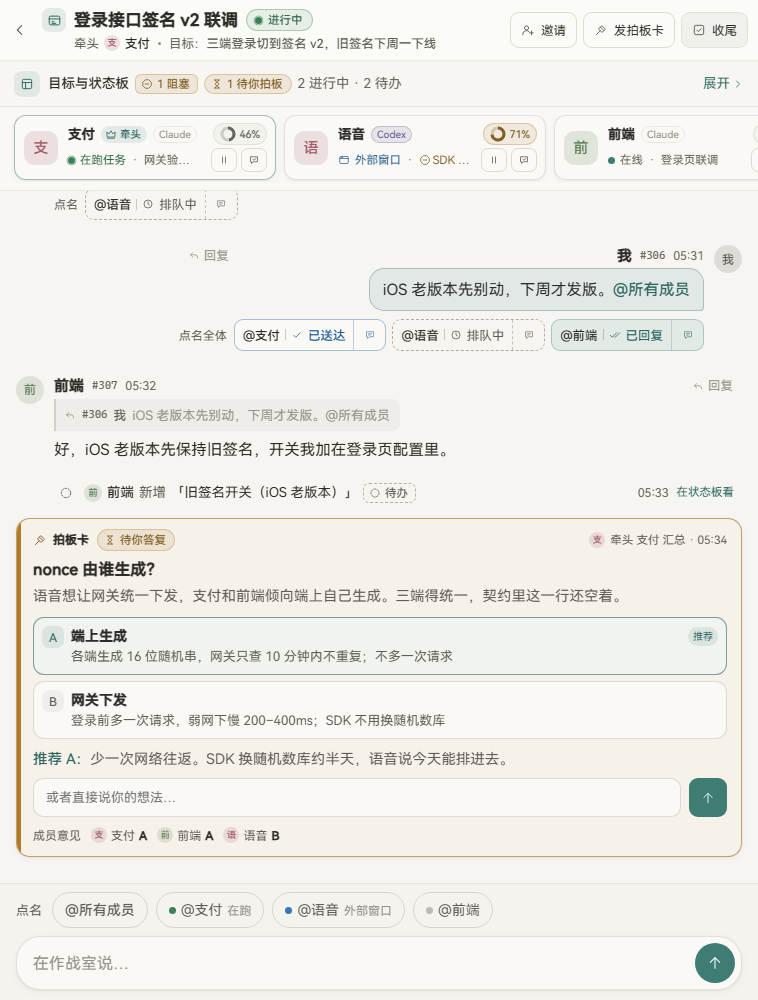 登录接口签名 v2 联调 进行中
牵头 支 支付 • 目标：三端登录切到签名 v2，旧签名下周一下线
邀请 发拍板卡 收尾
目标与状态板 1 阻塞 1 待你拍板 2 进行中 · 2 待办 展开
支 支付 牵头 Claude 46%
在跑任务 · 网关验…
语 语音 Codex 71%
外部窗口 · SDK …
前 前端 Claude
在线 · 登录页联调
点名 @语音 排队中
回复 我 #306 05:31 我
iOS 老版本先别动，下周才发版。@所有成员
点名全体 @支付 已送达 @语音 排队中 @前端 已回复
前 前端 #307 05:32 回复
#306 我 iOS 老版本先别动，下周才发版。@所有成员
好，iOS 老版本先保持旧签名，开关我加在登录页配置里。
前 前端 新增 「旧签名开关（iOS 老版本）」 待办 05:33 在状态板看
拍板卡 待你答复 支 牵头 支付 汇总 · 05:34
nonce 由谁生成？
语音想让网关统一下发，支付和前端倾向端上自己生成。三端得统一，契约里这一行还空着。
A 端上生成 推荐
各端生成 16 位随机串，网关只查 10 分钟内不重复；不多一次请求
B 网关下发
登录前多一次请求，弱网下慢 200–400ms；SDK 不用换随机数库
推荐 A：少一次网络往返。SDK 换随机数库约半天，语音说今天能排进去。
或者直接说你的想法…
成员意见 支 支付 A 前 前端 A 语 语音 B
点名 @所有成员 @支付 在跑 @语音 外部窗口 @前端
在作战室说…